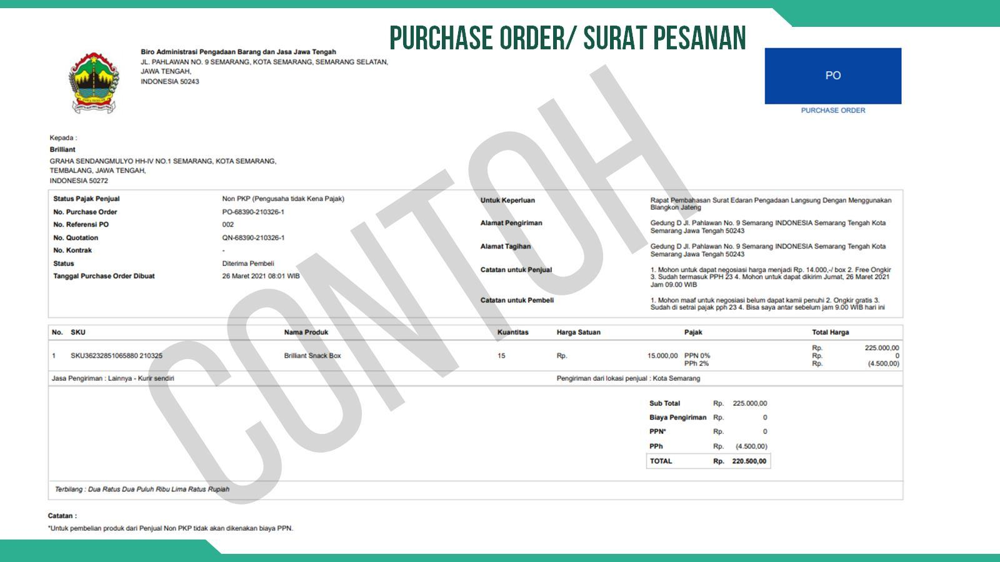 PURCHASE ORDER/ SURAT PESANAN
Biro Administrasi Pengadaan Barang dan Jasa Jawa Tengah
JL. PAHLAWAN NO. 9 SEMARANG, KOTA SEMARANG, SEMARANG SELATAN,
JAWA TENGAH,
INDONESIA 50243
PO
PURCHASE ORDER
Kepada :
Brilliant
GRAHA SENDANGMULYO HH-IV NO.1 SEMARANG, KOTA SEMARANG,
TEMBALANG, JAWA TENGAH,
INDONESIA 50272
Status Pajak Penjual Non PKP (Pengusaha tidak Kena Pajak)
No. Purchase Order PO-68390-210326-1
No. Referensi PO 002
No. Quotation QN-68390-210326-1
No. Kontrak -
Status Diterima Pembeli
Tanggal Purchase Order Dibuat 26 Maret 2021 08:01 WIB
Untuk Keperluan Rapat Pembahasan Surat Edaran Pengadaan Langsung Dengan Menggunakan
Blangkon Jateng
Alamat Pengiriman Gedung D Jl. Pahlawan No. 9 Semarang INDONESIA Semarang Tengah Kota
Semarang Jawa Tengah 50243
Alamat Tagihan Gedung D Jl. Pahlawan No. 9 Semarang INDONESIA Semarang Tengah Kota
Semarang Jawa Tengah 50243
Catatan untuk Penjual 1. Mohon untuk dapat negosiasi harga menjadi Rp. 14.000,-/ box 2. Free Ongkir
3. Sudah termasuk PPH 23 4. Mohon untuk dapat dikirim Jumat, 26 Maret 2021
Jam 09.00 WIB
Catatan untuk Pembeli 1. Mohon maaf untuk negosiasi belum dapat kamii penuhi 2. Ongkir gratis 3.
Sudah di setrai pajak pph 23 4. Bisa saya antar sebelum jam 9.00 WIB hari ini
No. SKU Nama Produk Kuantitas Harga Satuan Pajak Total Harga
1 SKU36232851065880 210325 Brilliant Snack Box 15 Rp. 15.000,00 PPN 0% Rp. 225.000,00
Rp. 0
PPh 2% Rp. (4.500,00)
Jasa Pengiriman : Lainnya - Kurir sendiri Pengiriman dari lokasi penjual : Kota Semarang
Sub Total Rp. 225.000,00
Biaya Pengiriman Rp. 0
PPN* Rp. 0
PPh Rp. (4.500,00)
TOTAL Rp. 220.500,00
Terbilang : Dua Ratus Dua Puluh Ribu Lima Ratus Rupiah
Catatan :
*Untuk pembelian produk dari Penjual Non PKP tidak akan dikenakan biaya PPN.
CONTOH